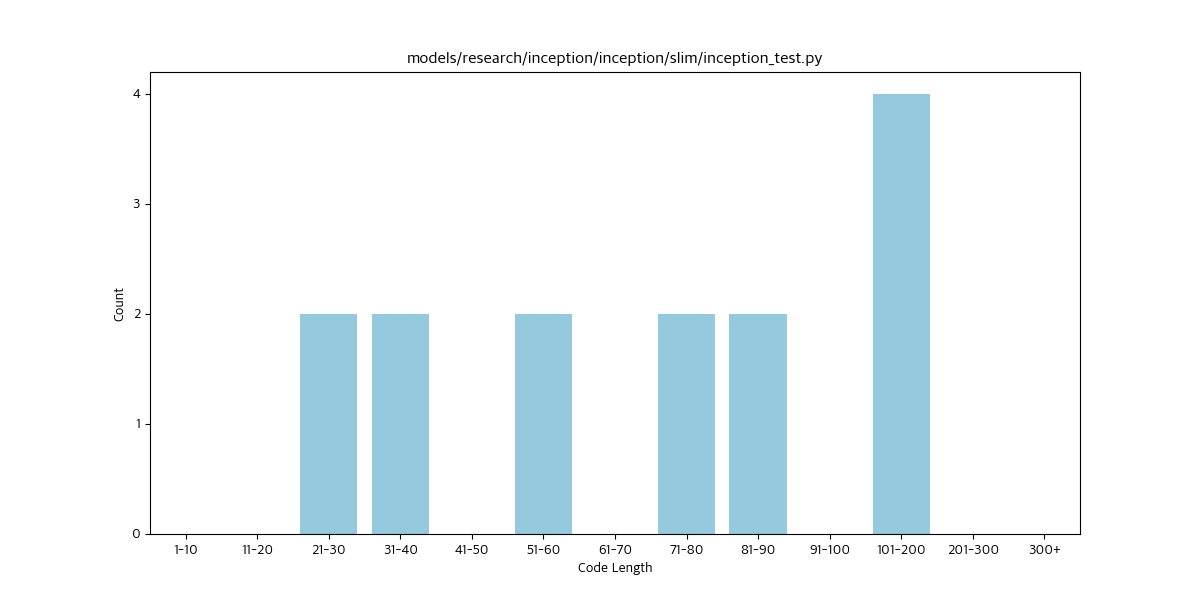 models/research/inception/inception/slim/inception_test.py
4
3
2
1
0
Count
1-10 11-20 21-30 31-40 41-50 51-60 61-70 71-80 81-90 91-100 101-200 201-300 300+
Code Length